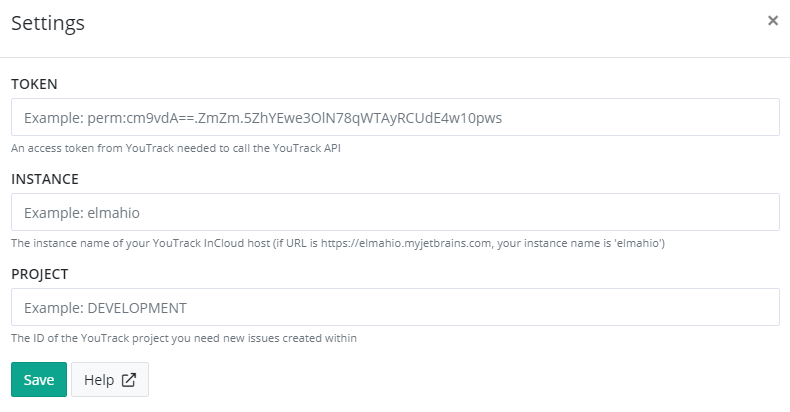 Settings
×
TOKEN
Example: perm:cm9vdA==.ZmZm.5ZhYEwe3OlN78qWTAyRCUdE4w10pws
An access token from YouTrack needed to call the YouTrack API
INSTANCE
Example: elmahio
The instance name of your YouTrack InCloud host (if URL is https://elmahio.myjetbrains.com, your instance name is 'elmahio')
PROJECT
Example: DEVELOPMENT
The ID of the YouTrack project you need new issues created within
Save Help